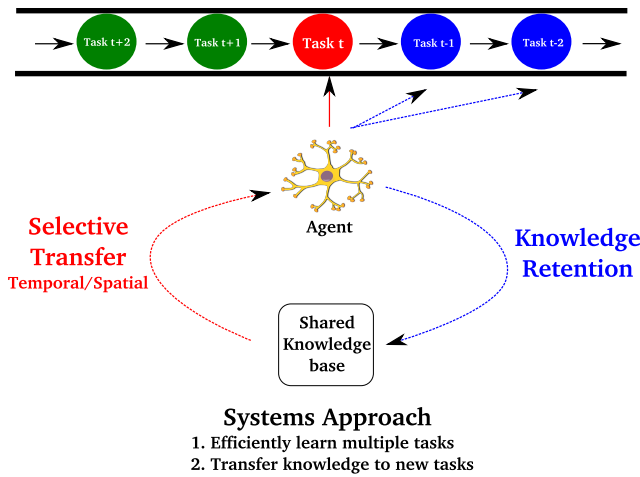 Task t+2
Task t+1
Task t
Task t-1
Task t-2
Agent
Selective
Transfer
Temporal/Spatial
Knowledge
Retention
Shared
Knowledge
base
Systems Approach
1. Efficiently learn multiple tasks
2. Transfer knowledge to new tasks